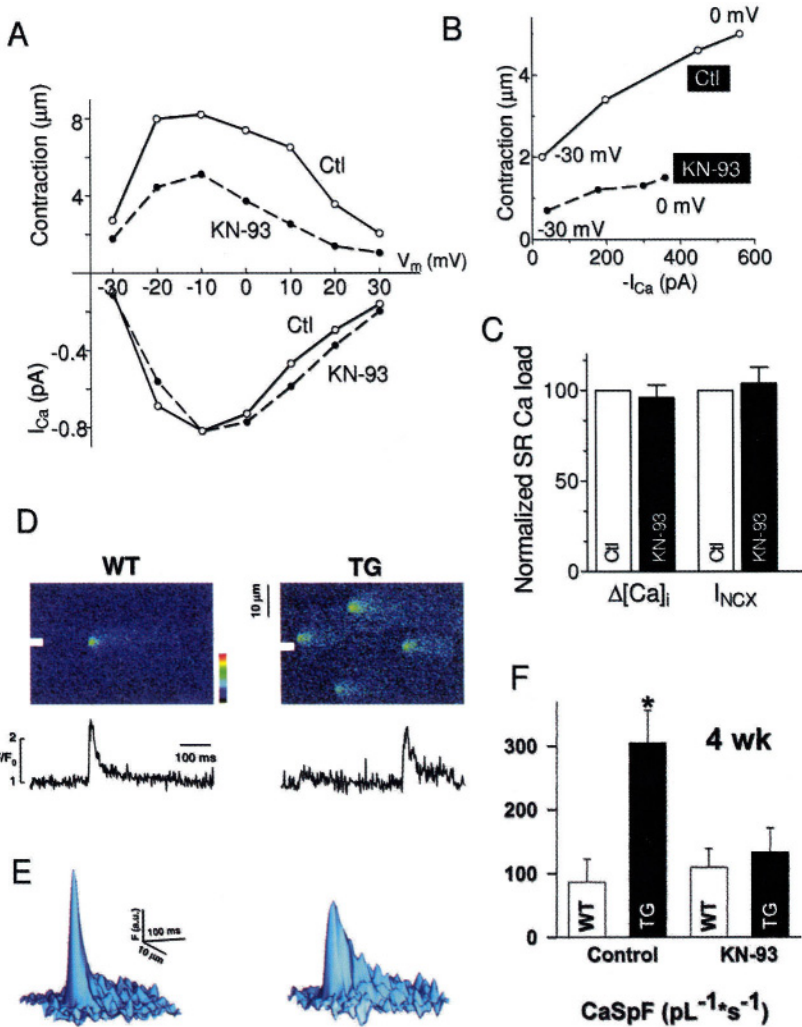 A
Contraction (μm)
8
4
Ctl
KN-93
Vm (mV)
-30 -20 -10 0 10 20 30
Ctl
KN-93
-0.4
-0.8
ICa (pA)
B
Contraction (μm)
4
2
0
0 mV
Ctl
-30 mV
KN-93
0 mV
-30 mV
0 200 400 600
-ICa (pA)
C
Normalized SR Ca load
100
50
0
Ctl
KN-93
Ctl
KN-93
Δ[Ca]i INCX
D
WT TG
10 μm
2
1
/F0
100 ms
E
F (a.u.)
100 ms
10 μm
F
4 wk
*
300
200
100
0
WT
TG
WT
TG
Control KN-93
CaSpF (pL-1*s-1)